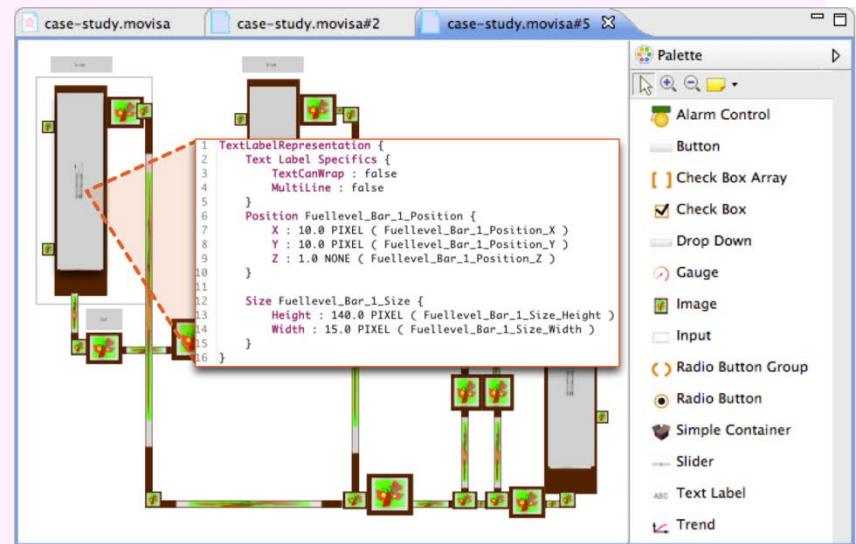 case-study.movisa
case-study.movisa#2
case-study.movisa#5
Palette
Alarm Control
Button
Check Box Array
Check Box
Drop Down
Gauge
Image
Input
Radio Button Group
Radio Button
Simple Container
Slider
ABC Text Label
Trend
1 TextLabelRepresentation {
2 Text Label Specifics {
3 TextCanWrap : false
4 MultiLine : false
5 }
6 Position Fuellevel_Bar_1_Position {
7 X : 10.0 PIXEL ( Fuellevel_Bar_1_Position_X )
8 Y : 10.0 PIXEL ( Fuellevel_Bar_1_Position_Y )
9 Z : 1.0 NONE ( Fuellevel_Bar_1_Position_Z )
10 }
11
12 Size Fuellevel_Bar_1_Size {
13 Height : 140.0 PIXEL ( Fuellevel_Bar_1_Size_Height )
14 Width : 15.0 PIXEL ( Fuellevel_Bar_1_Size_Width )
15 }
16 }